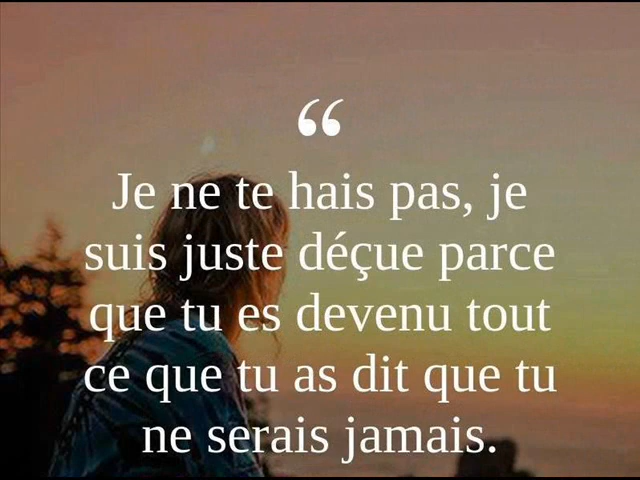 “
Je ne te hais pas, je
suis juste déçue parce
que tu es devenu tout
ce que tu as dit que tu
ne serais jamais.